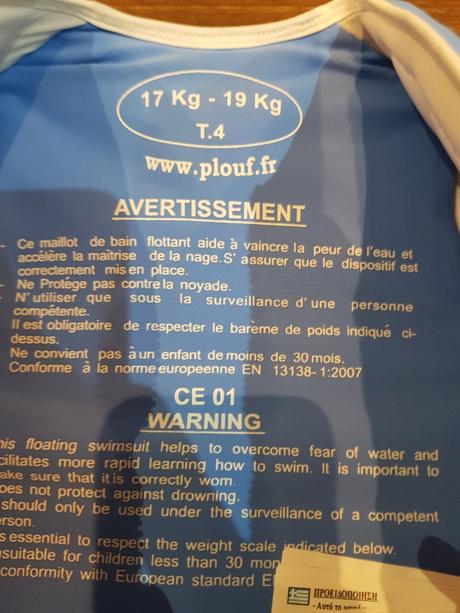 17 Kg - 19 Kg
T.4
www.plouf.fr
AVERTISSEMENT
- Ce maillot de bain flottant aide à vaincre la peur de l'eau et
accélère la maîtrise de la nage. S' assurer que le dispositif est
correctement mis en place.
- Ne Protége pas contre la noyade.
- N' utiliser que sous la surveillance d' une personne
compétente.
Il est obligatoire de respecter le barème de poids indiqué ci-
dessus.
Ne convient pas à un enfant de moins de 30 mois.
Conforme à la norme europeenne EN 13138-1:2007
CE 01
WARNING
his floating swimsuit helps to overcome fear of water and
cilitates more rapid learning how to swim. It is important to
ake sure that it is correctly worn.
oes not protect against drowning.
should only be used under the surveillance of a competent
erson.
s essential to respect the weight scale indicated below.
nsuitable for children less than 30 mon
conformity with European standard E
ΠΡΟΕΙΔΟΠΟΙΗΣΗ
- Αυτό το